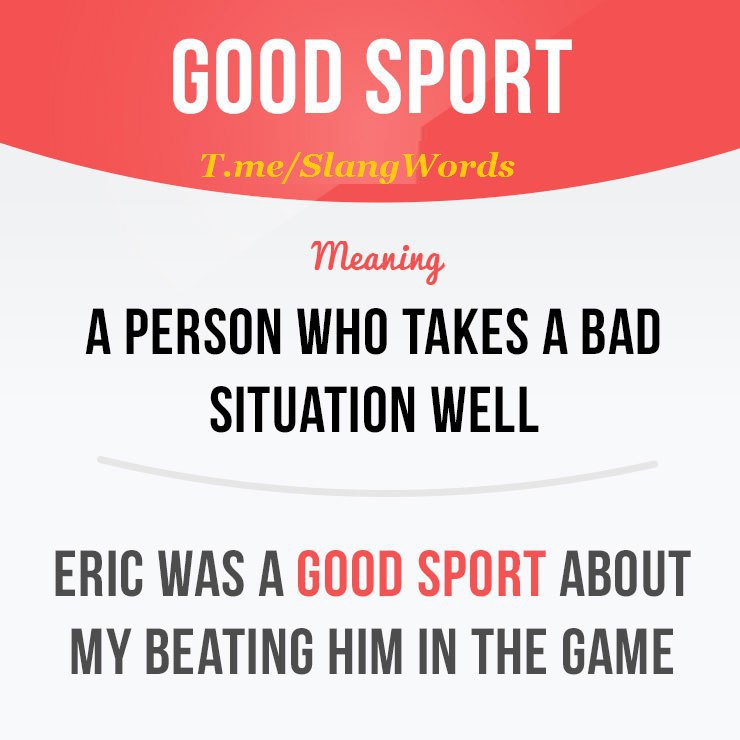 GOOD SPORT
T.me/SlangWords
Meaning
A PERSON WHO TAKES A BAD
SITUATION WELL
ERIC WAS A GOOD SPORT ABOUT
MY BEATING HIM IN THE GAME